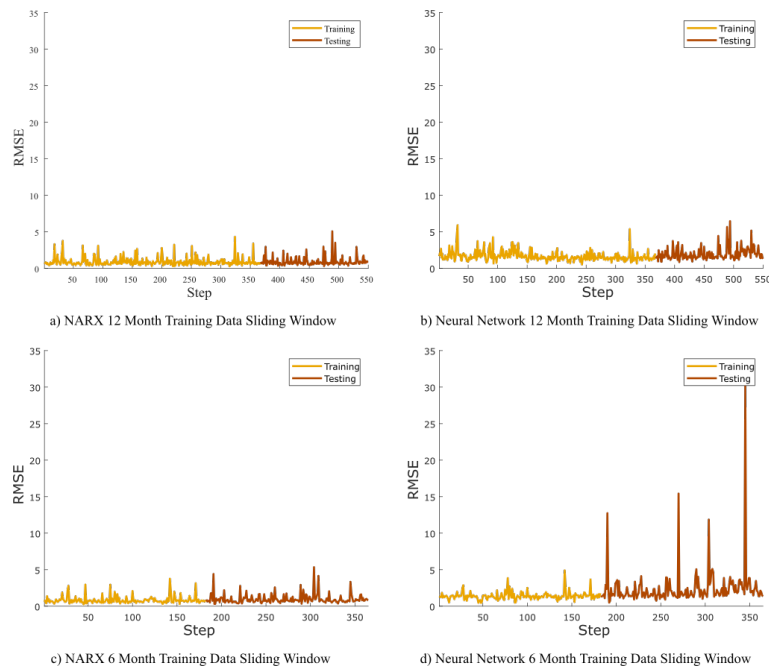 35
30
25
20
15
10
5
0
RMSE
50 100 150 200 250 300 350 400 450 500 550
Step
Training
Testing
a) NARX 12 Month Training Data Sliding Window
35
30
25
20
15
10
5
0
RMSE
50 100 150 200 250 300 350 400 450 500 550
Step
Training
Testing
b) Neural Network 12 Month Training Data Sliding Window
35
30
25
20
15
10
5
0
RMSE
50 100 150 200 250 300 350
Step
Training
Testing
c) NARX 6 Month Training Data Sliding Window
35
30
25
20
15
10
5
0
RMSE
50 100 150 200 250 300 350
Step
Training
Testing
d) Neural Network 6 Month Training Data Sliding Window